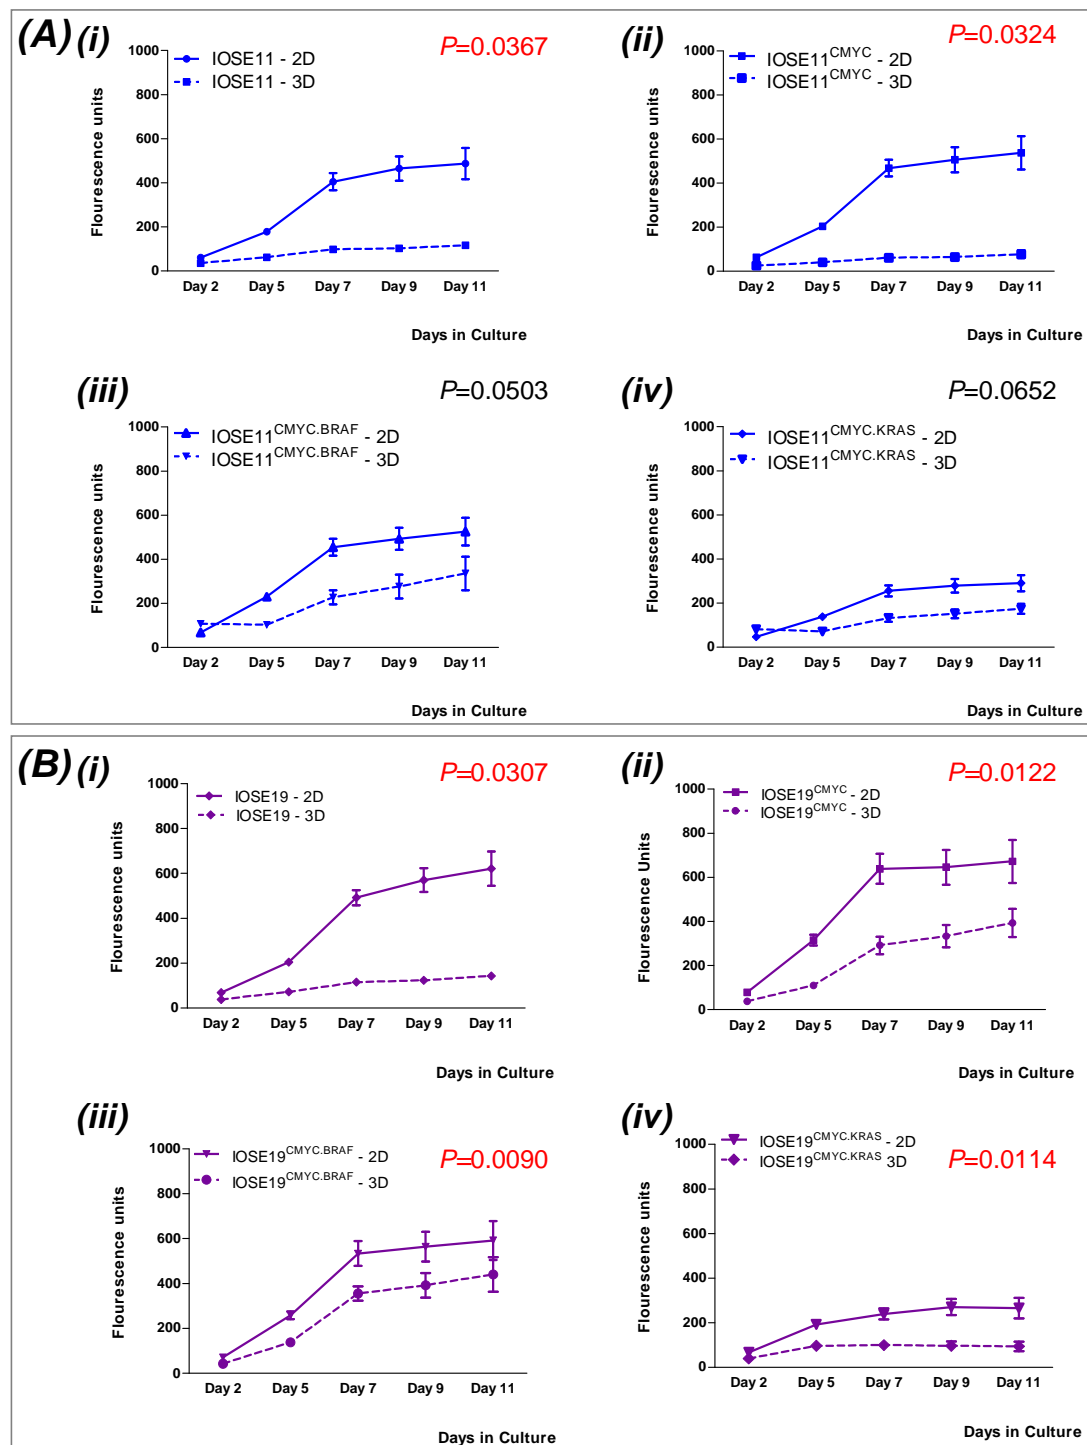 (A) (i)
P=0.0367
IOSE11 - 2D
IOSE11 - 3D
Flourescence units
1000
800
600
400
200
0
Day 2 Day 5 Day 7 Day 9 Day 11
Days in Culture
(ii)
P=0.0324
IOSE11CMYC - 2D
IOSE11CMYC - 3D
Flourescence units
1000
800
600
400
200
0
Day 2 Day 5 Day 7 Day 9 Day 11
Days in Culture
(iii)
P=0.0503
IOSE11CMYC.BRAF - 2D
IOSE11CMYC.BRAF - 3D
Flourescence units
1000
800
600
400
200
0
Day 2 Day 5 Day 7 Day 9 Day 11
Days in Culture
(iv)
P=0.0652
IOSE11CMYC.KRAS - 2D
IOSE11CMYC.KRAS - 3D
Flourescence units
1000
800
600
400
200
0
Day 2 Day 5 Day 7 Day 9 Day 11
Days in Culture
(B) (i)
P=0.0307
IOSE19 - 2D
IOSE19 - 3D
Flourescence units
1000
800
600
400
200
0
Day 2 Day 5 Day 7 Day 9 Day 11
Days in Culture
(ii)
P=0.0122
IOSE19CMYC - 2D
IOSE19CMYC - 3D
Flourescence Units
1000
800
600
400
200
0
Day 2 Day 5 Day 7 Day 9 Day 11
Days in Culture
(iii)
P=0.0090
IOSE19CMYC.BRAF - 2D
IOSE19CMYC.BRAF - 3D
Flourescence units
1000
800
600
400
200
0
Day 2 Day 5 Day 7 Day 9 Day 11
Days in Culture
(iv)
P=0.0114
IOSE19CMYC.KRAS - 2D
IOSE19CMYC.KRAS 3D
Flourescence units
1000
800
600
400
200
0
Day 2 Day 5 Day 7 Day 9 Day 11
Days in Culture